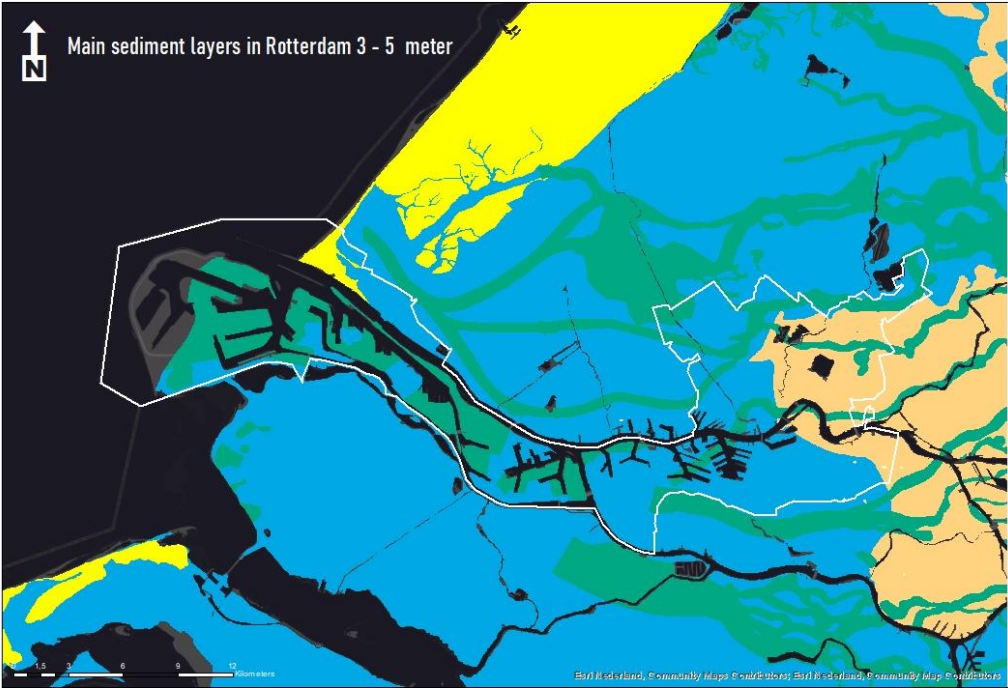 Main sediment layers in Rotterdam 3 - 5 meter
N
1,5 3 6 9 12
Kilometers
Esri Nederland, Community Maps Contributors; Esri Nederland, Community Map Contributors